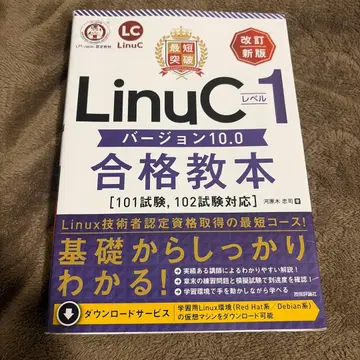 LPI-Japan 認定教材
LC
LinuC
最短
突破
改訂
新版
LinuC
レベル
1
バージョン10.0
合格教本
[101試験, 102試験対応]
河原木 忠司 著
Linux技術者認定資格取得の最短コース!
基礎からしっかり
わかる!
→実績ある講師によるわかりやすい解説!
→章末の練習問題と模擬試験で到達度を確認!
→学習環境で手を動かしながら学べる
技術評論社
ダウンロードサービス
学習用Linux環境(Red Hat系/Debian系)
の仮想マシンをダウンロード可能